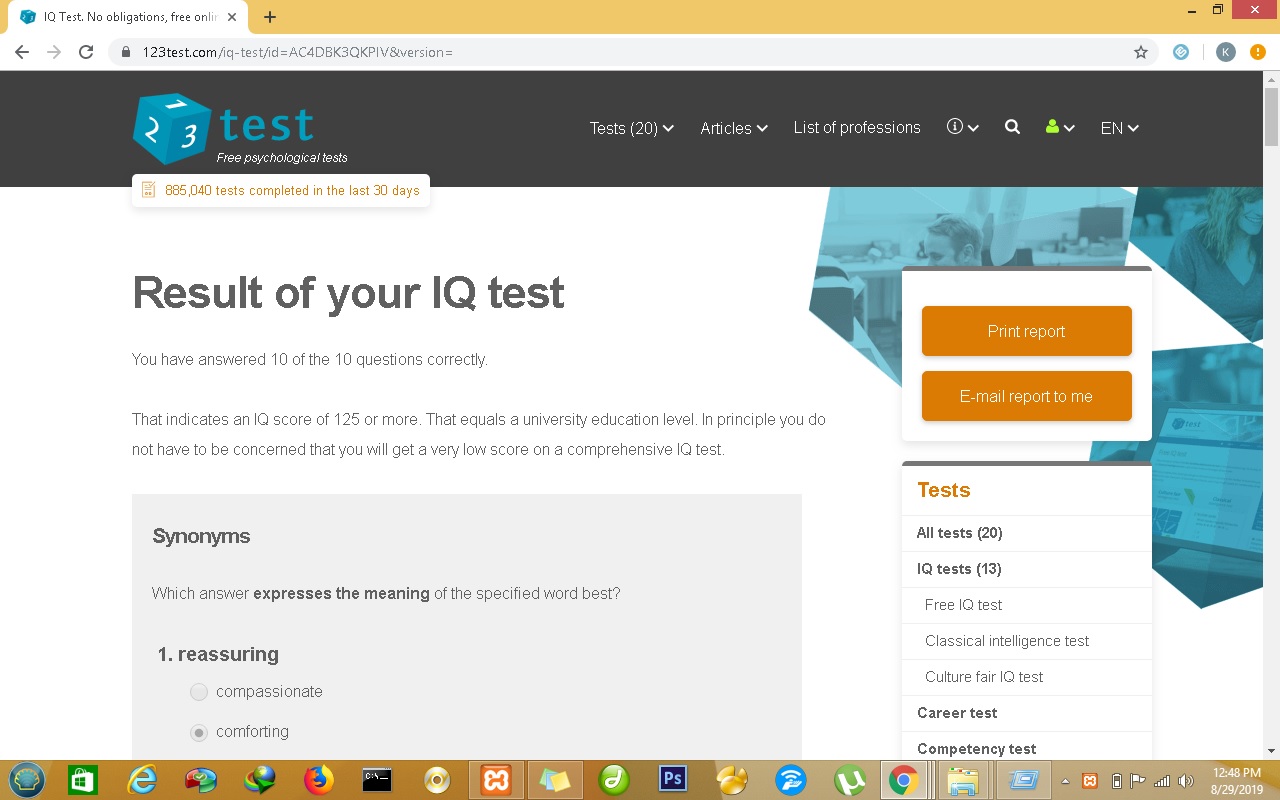 IQ Test. No obligations, free onlin
123test.com/iq-test/id=AC4DBK3QKPIV&version=
K
123 test
Free psychological tests
Tests (20)
Articles
List of professions
EN
885,040 tests completed in the last 30 days
Result of your IQ test
You have answered 10 of the 10 questions correctly.
That indicates an IQ score of 125 or more. That equals a university education level. In principle you do
not have to be concerned that you will get a very low score on a comprehensive IQ test.
Synonyms
Which answer expresses the meaning of the specified word best?
1. reassuring
compassionate
comforting
Print report
E-mail report to me
Tests
All tests (20)
IQ tests (13)
Free IQ test
Classical intelligence test
Culture fair IQ test
Career test
Competency test
C:\_
Ps
12:48 PM
8/29/2019